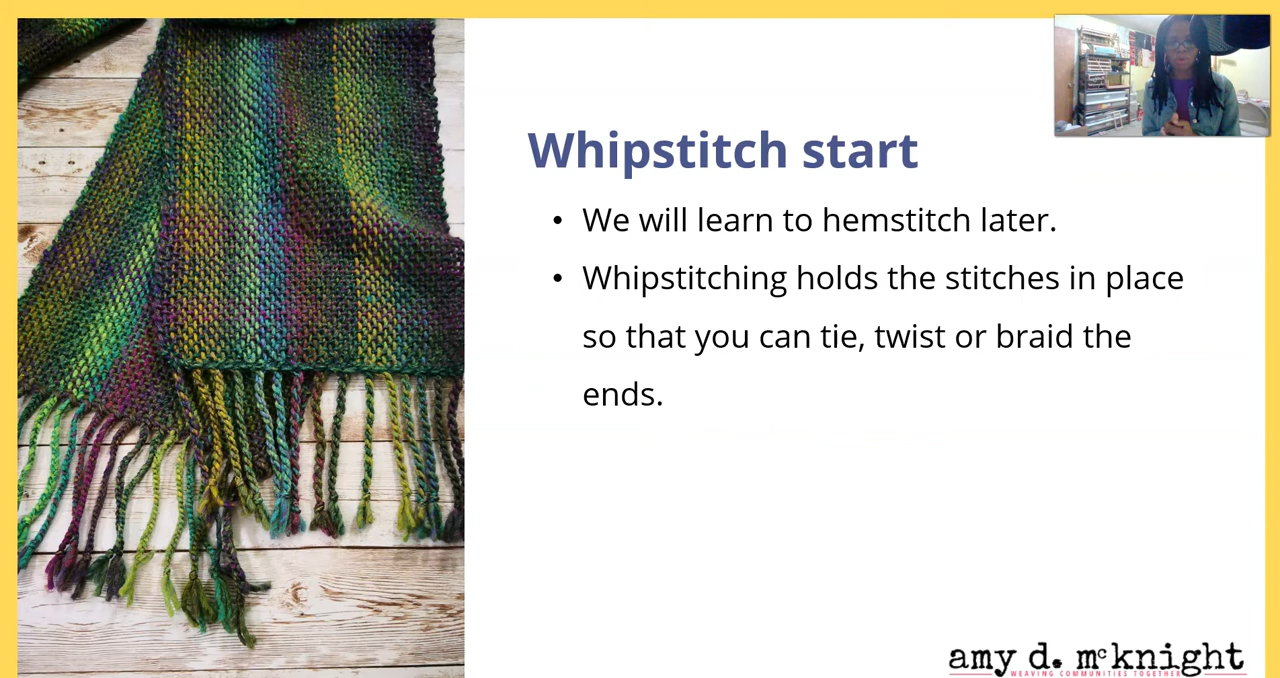 Whipstitch start
• We will learn to hemstitch later.
• Whipstitching holds the stitches in place
so that you can tie, twist or braid the
ends.
amy d. mcknight
WEAVING COMMUNITIES TOGETHER